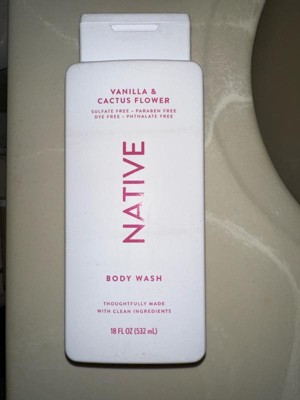 VANILLA &
CACTUS FLOWER
SULFATE FREE – PARABEN FREE
DYE FREE – PHTHALATE FREE
NATIVE
BODY WASH
THOUGHTFULLY MADE
WITH CLEAN INGREDIENTS
18 FL OZ (532 mL)